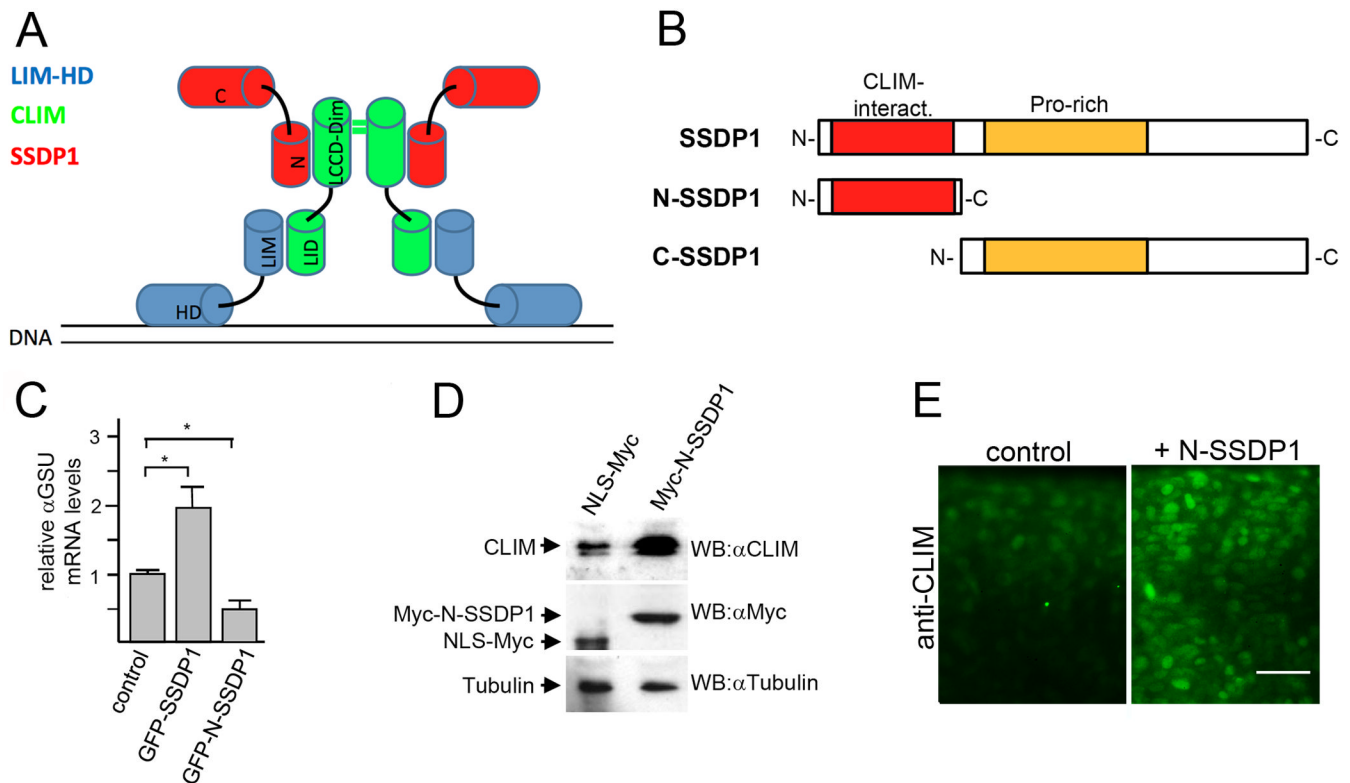 A
LIM-HD
CLIM
SSDP1
C
N
LCCD-Dim
LIM
LID
HD
DNA
B
CLIM-
interact.
Pro-rich
SSDP1
N-
-C
N-SSDP1
N-
-C
C-SSDP1
N-
-C
C
relative αGSU
mRNA levels
3
2
1
*
*
control
GFP-SSDP1
GFP-N-SSDP1
D
NLS-Myc
Myc-N-SSDP1
CLIM
WB:αCLIM
Myc-N-SSDP1
WB:αMyc
NLS-Myc
Tubulin
WB:αTubulin
E
control
+ N-SSDP1
anti-CLIM